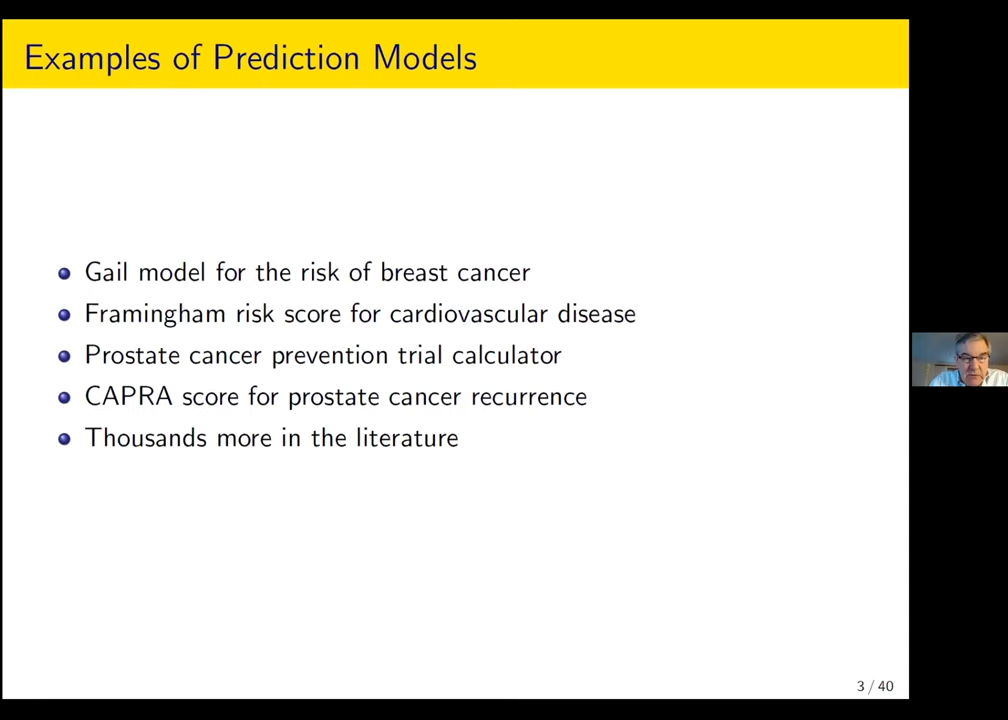 Examples of Prediction Models
Gail model for the risk of breast cancer
Framingham risk score for cardiovascular disease
Prostate cancer prevention trial calculator
CAPRA score for prostate cancer recurrence
Thousands more in the literature
3 / 40